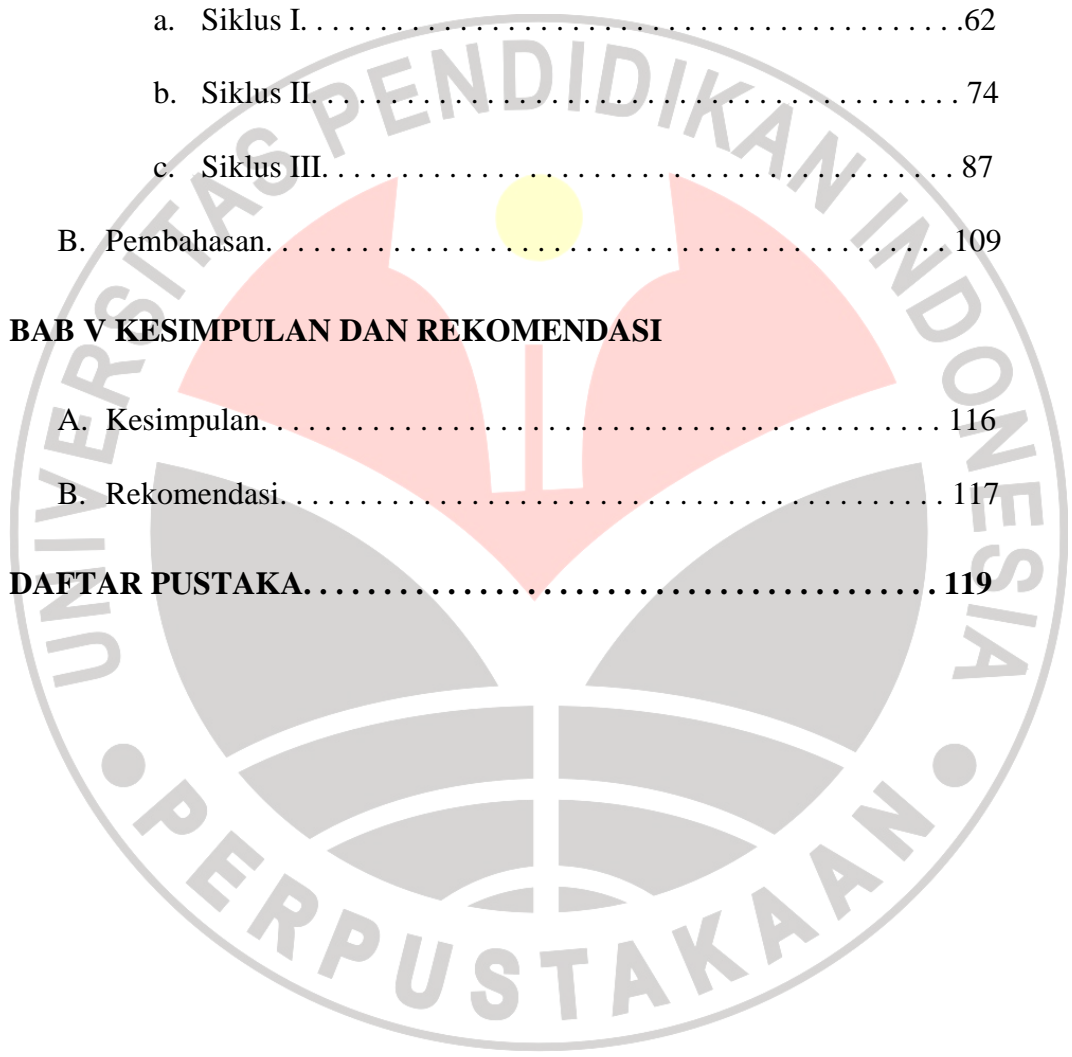 a. Siklus I. . . . . . . . . . . . . . . . . . . . . . . . . . . . . . . . . . . . . . . . . .62
b. Siklus II. . . . . . . . . . . . . . . . . . . . . . . . . . . . . . . . . . . . . . . . . 74
c. Siklus III. . . . . . . . . . . . . . . . . . . . . . . . . . . . . . . . . . . . . . . . 87
B. Pembahasan. . . . . . . . . . . . . . . . . . . . . . . . . . . . . . . . . . . . . . . . . . . 109
BAB V KESIMPULAN DAN REKOMENDASI
A. Kesimpulan. . . . . . . . . . . . . . . . . . . . . . . . . . . . . . . . . . . . . . . . . . . 116
B. Rekomendasi. . . . . . . . . . . . . . . . . . . . . . . . . . . . . . . . . . . . . . . . . . 117
DAFTAR PUSTAKA. . . . . . . . . . . . . . . . . . . . . . . . . . . . . . . . . . . . . . . . 119
UNIVERSITAS PENDIDIKAN INDONESIA
PERPUSTAKAAN